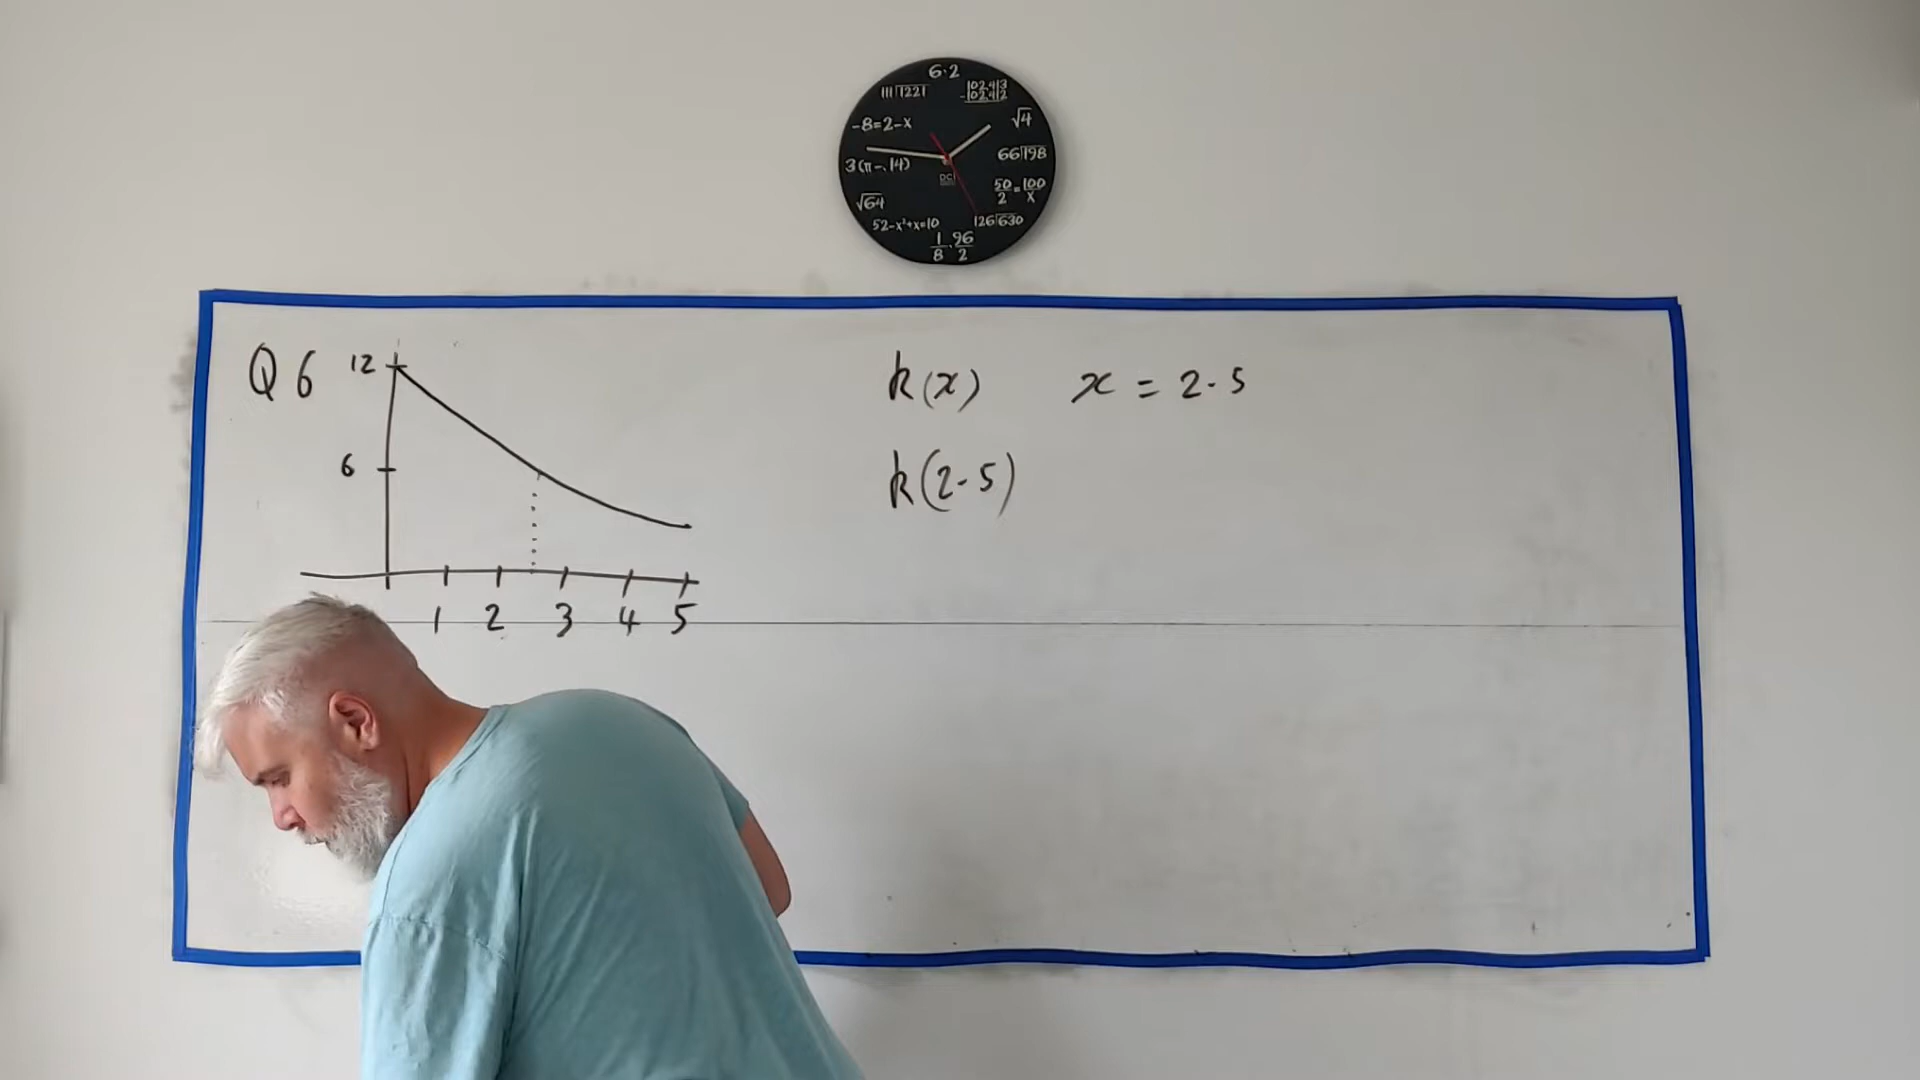 6·2
111⟌1221
102,413
-102,412
-8=2-x
√4
3(π-.14)
66⟌198
50/2=100/x
√64
52-x²+x=10
126⟌630
1/8·96/2
Q6
12
6
1 2 3 4 5
k(x) x = 2·5
k(2·5)